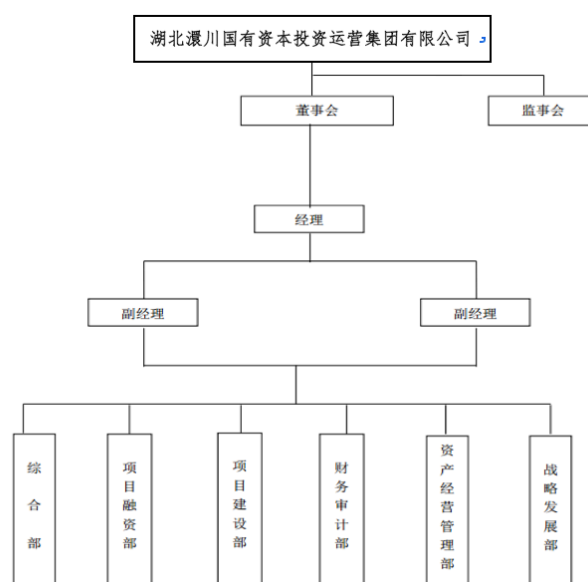 湖北澴川国有资本投资运营集团有限公司
董事会
监事会
经理
副经理
副经理
综合部
项目融资部
项目建设部
财务审计部
资产经营管理部
战略发展部